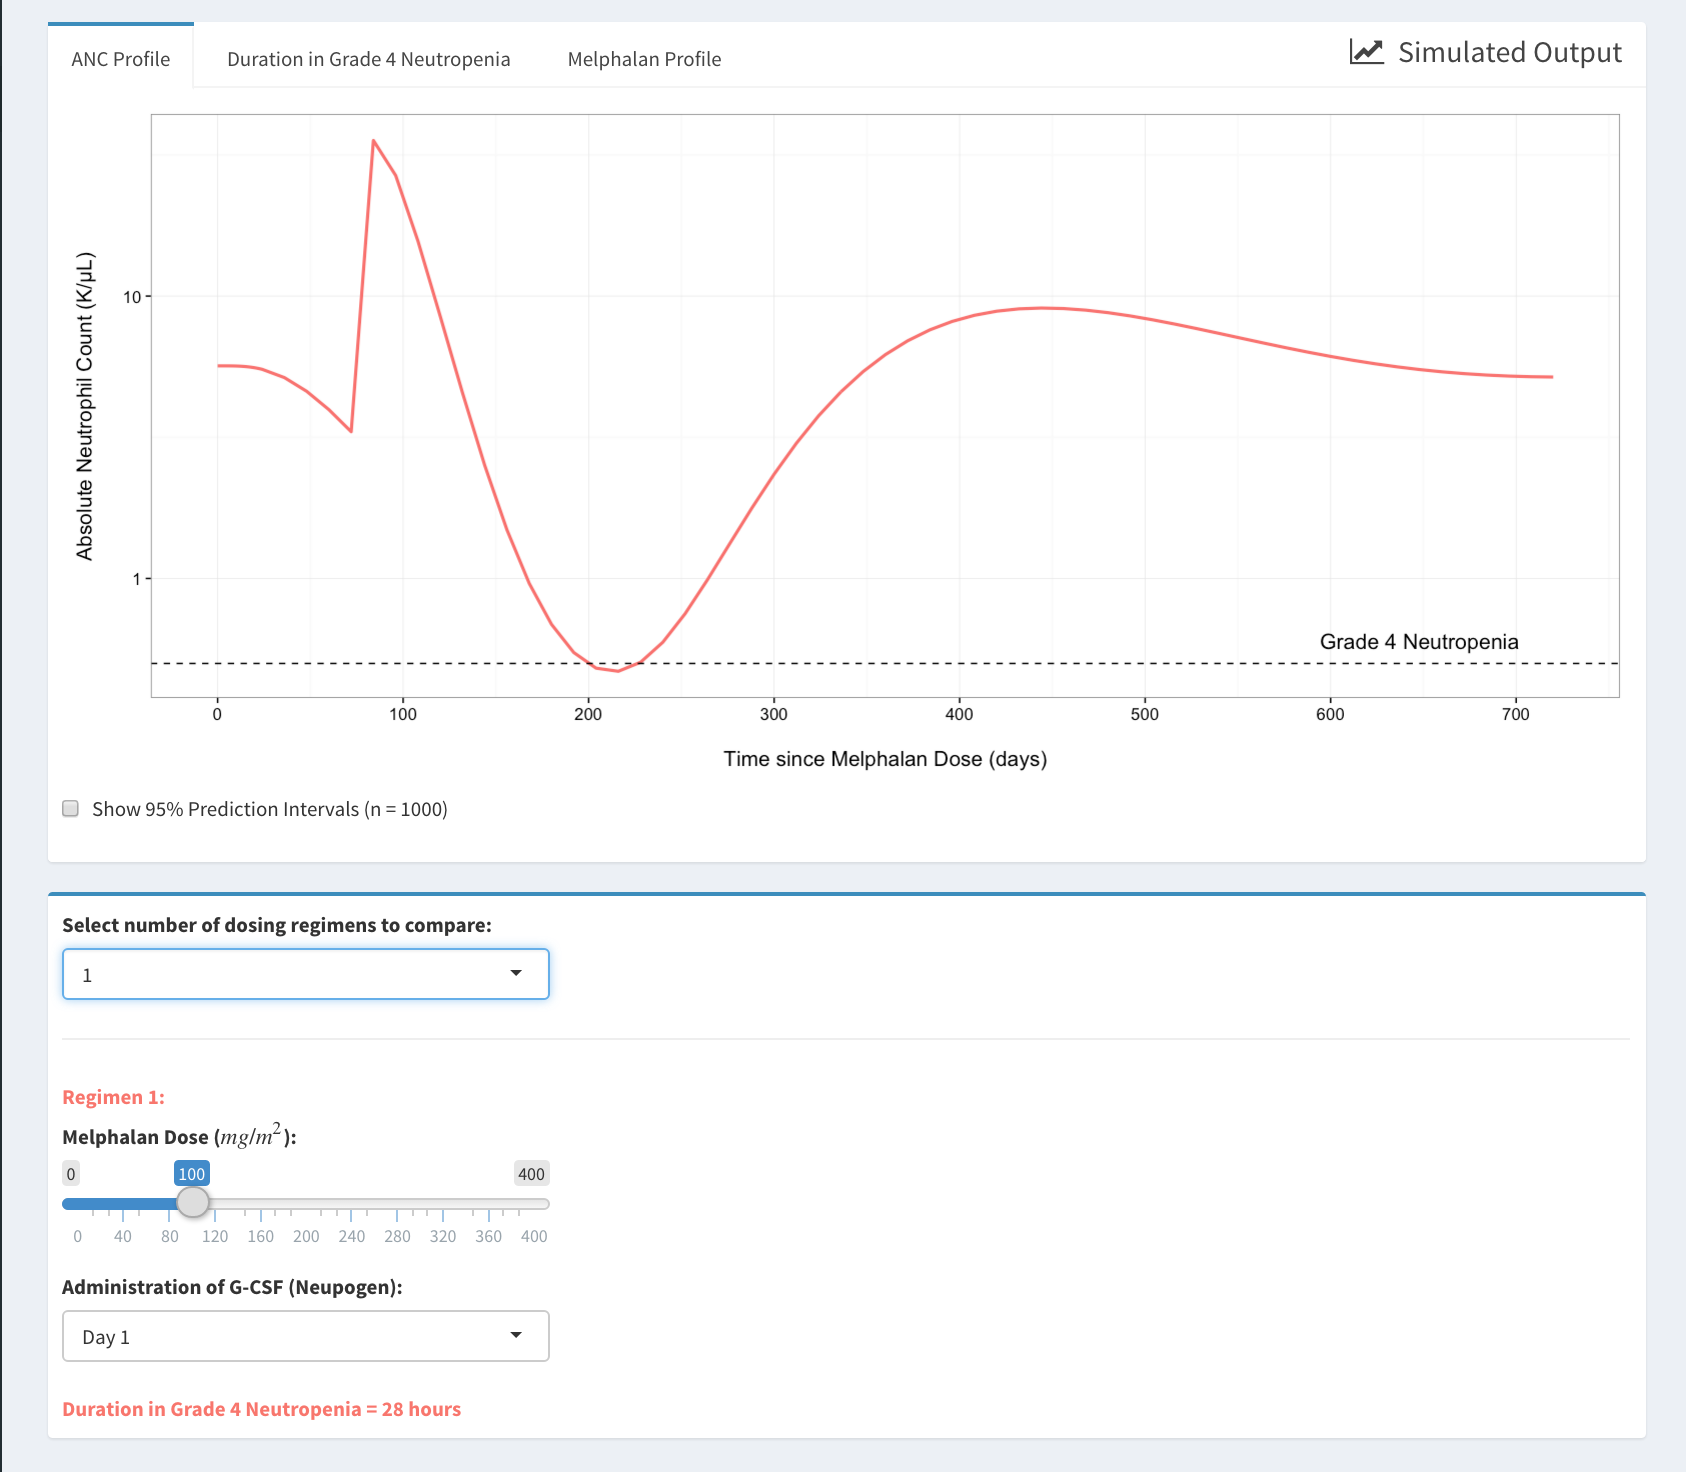 ANC Profile
Duration in Grade 4 Neutropenia
Melphalan Profile
Simulated Output
Absolute Neutrophil Count (K/µL)
10
1
Grade 4 Neutropenia
0 100 200 300 400 500 600 700
Time since Melphalan Dose (days)
Show 95% Prediction Intervals (n = 1000)
Select number of dosing regimens to compare:
1
Regimen 1:
Melphalan Dose (mg/m²):
0 100 400
0 40 80 120 160 200 240 280 320 360 400
Administration of G-CSF (Neupogen):
Day 1
Duration in Grade 4 Neutropenia = 28 hours